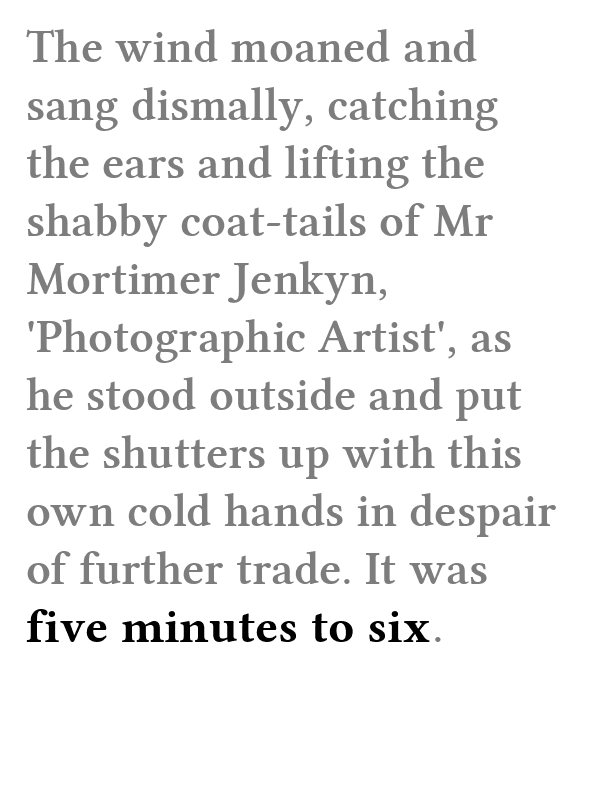 The wind moaned and
sang dismally, catching
the ears and lifting the
shabby coat-tails of Mr
Mortimer Jenkyn,
'Photographic Artist', as
he stood outside and put
the shutters up with this
own cold hands in despair
of further trade. It was
five minutes to six.